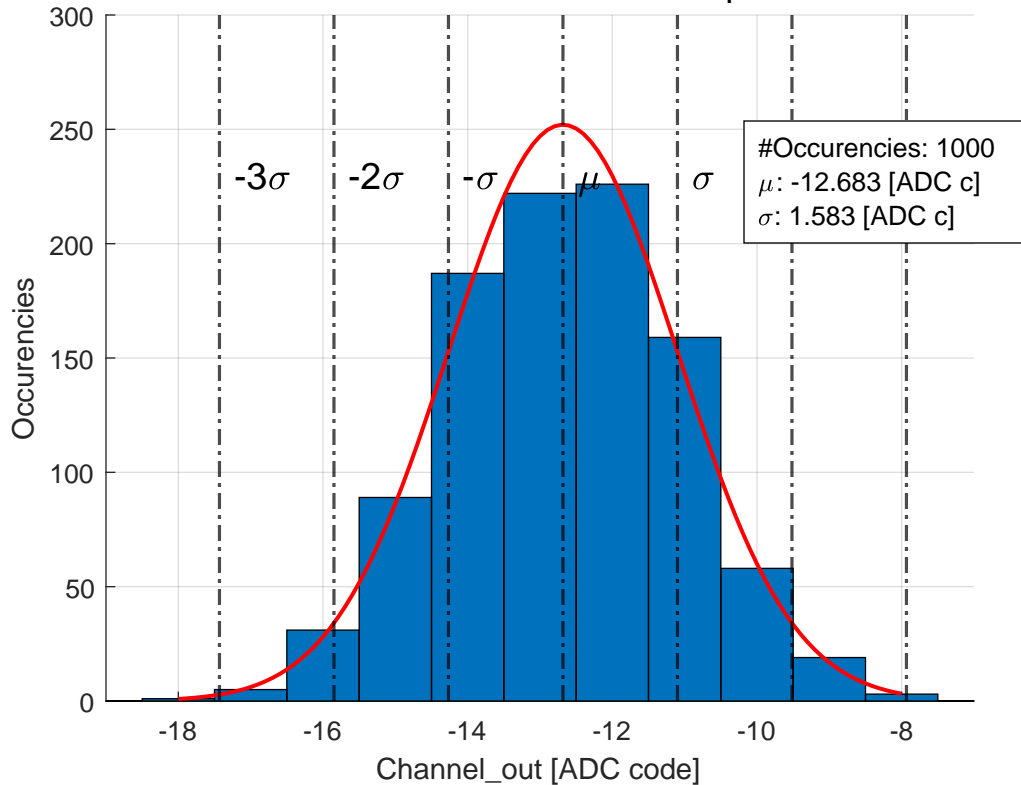 300
250
200
150
100
50
0
Occurencies
-3σ
-2σ
-σ
μ
σ
#Occurencies: 1000
μ: -12.683 [ADC c]
σ: 1.583 [ADC c]
-18
-16
-14
-12
-10
-8
Channel_out [ADC code]